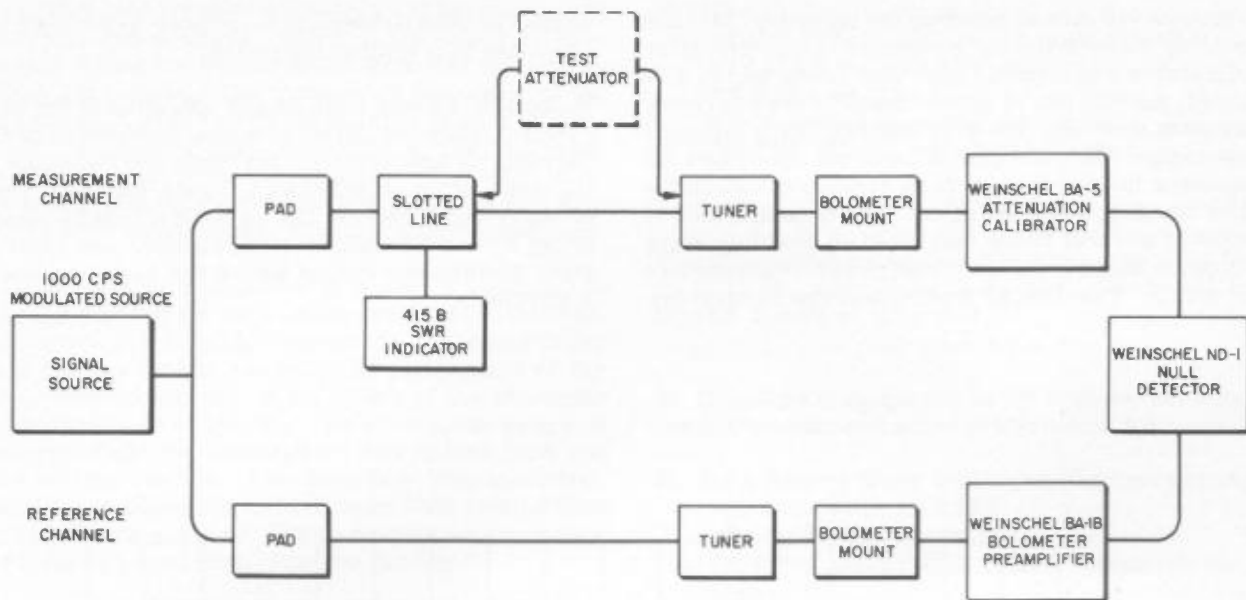 TEST
ATTENUATOR
MEASUREMENT
CHANNEL
PAD
SLOTTED
LINE
TUNER
BOLOMETER
MOUNT
WEINSCHEL BA-5
ATTENUATION
CALIBRATOR
1000 CPS
MODULATED SOURCE
SIGNAL
SOURCE
415 B
SWR
INDICATOR
WEINSCHEL ND-1
NULL
DETECTOR
REFERENCE
CHANNEL
PAD
TUNER
BOLOMETER
MOUNT
WEINSCHEL BA-1B
BOLOMETER
PREAMPLIFIER